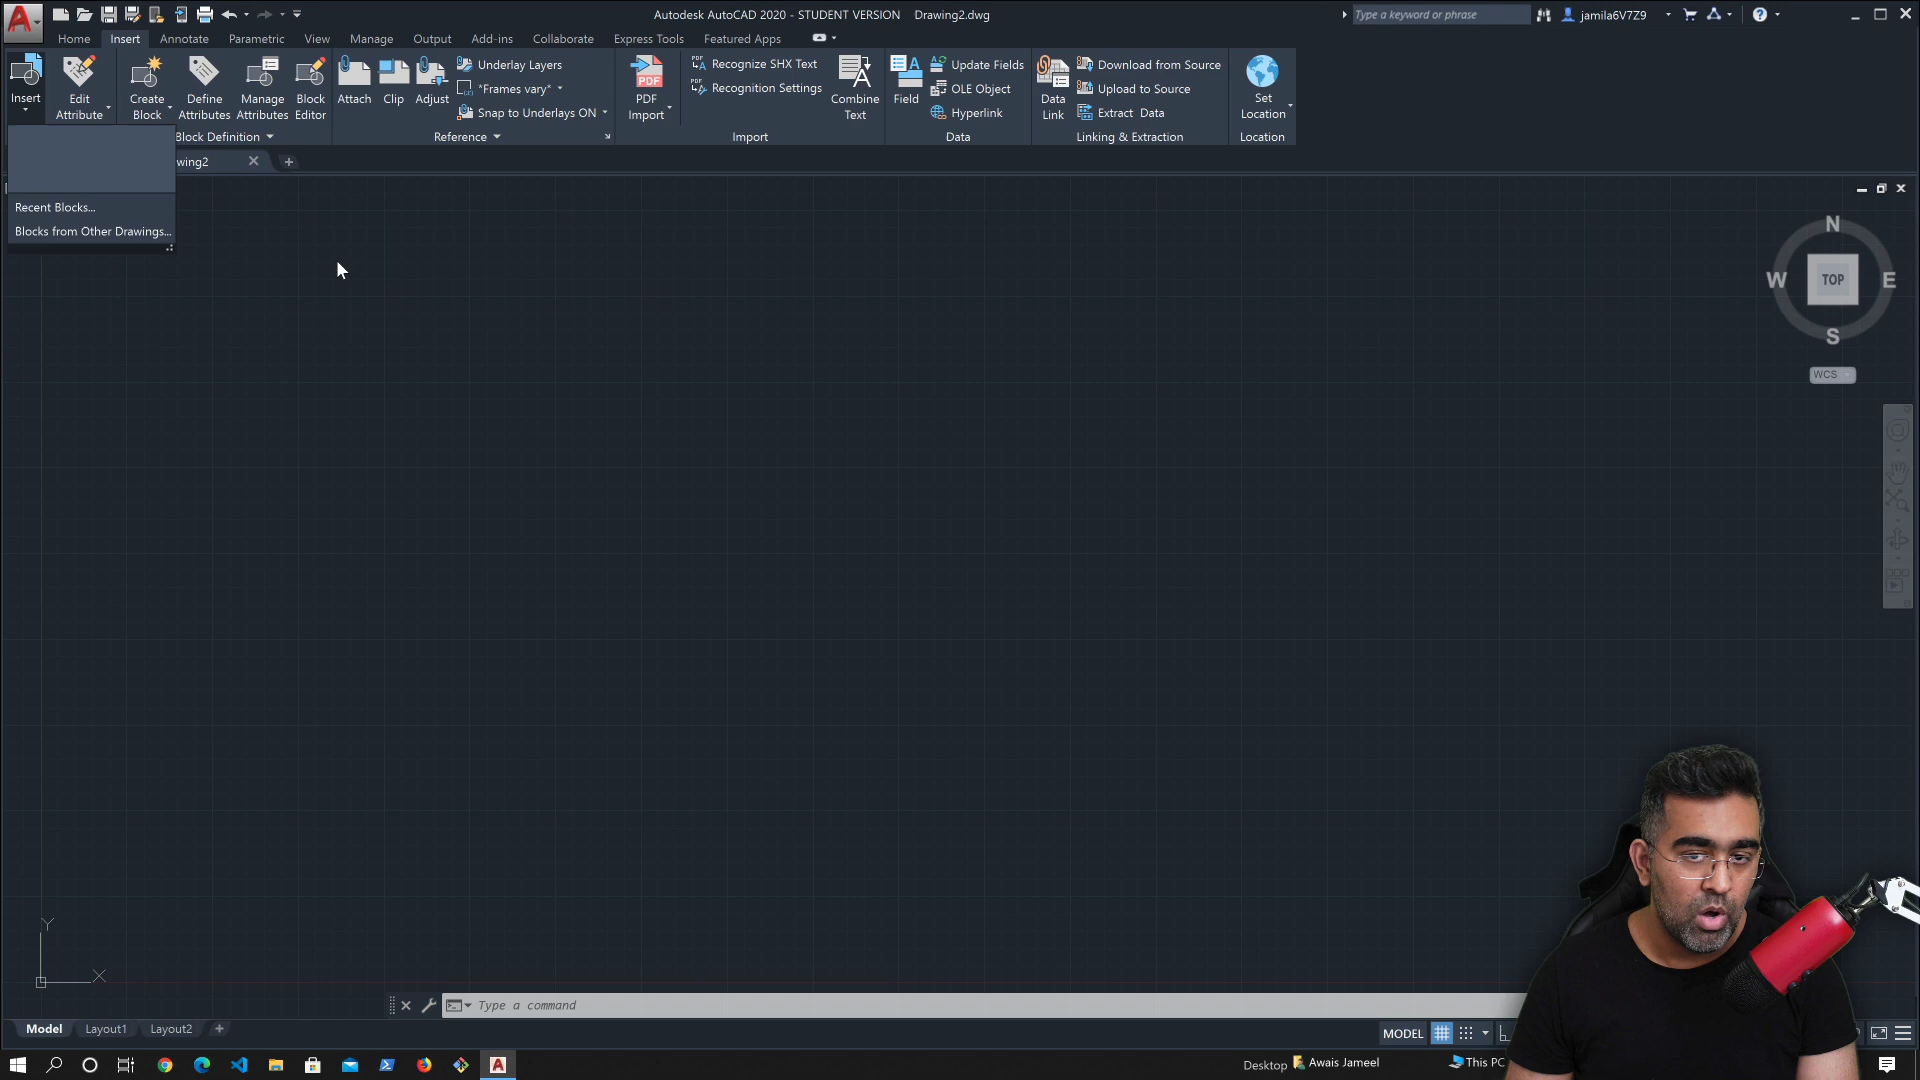 Autodesk AutoCAD 2020 - STUDENT VERSION Drawing2.dwg
Type a keyword or phrase
jamila6V7Z9
Home Insert Annotate Parametric View Manage Output Add-ins Collaborate Express Tools Featured Apps
Insert
Edit
Attribute
Create
Block
Define
Attributes
Manage
Attributes
Block
Editor
Block Definition
Attach
Clip
Adjust
Underlay Layers
*Frames vary*
Snap to Underlays ON
Reference
PDF
PDF
Import
PDF
Recognize SHX Text
PDF
Recognition Settings
Combine
Text
Import
Field
Update Fields
OLE Object
Hyperlink
Data
Data
Link
Download from Source
Upload to Source
Extract Data
Linking & Extraction
Set
Location
Location
wing2
Recent Blocks...
Blocks from Other Drawings...
N
W
TOP
E
S
WCS
Y
X
Type a command
Model Layout1 Layout2
MODEL
Desktop
Awais Jameel
This PC